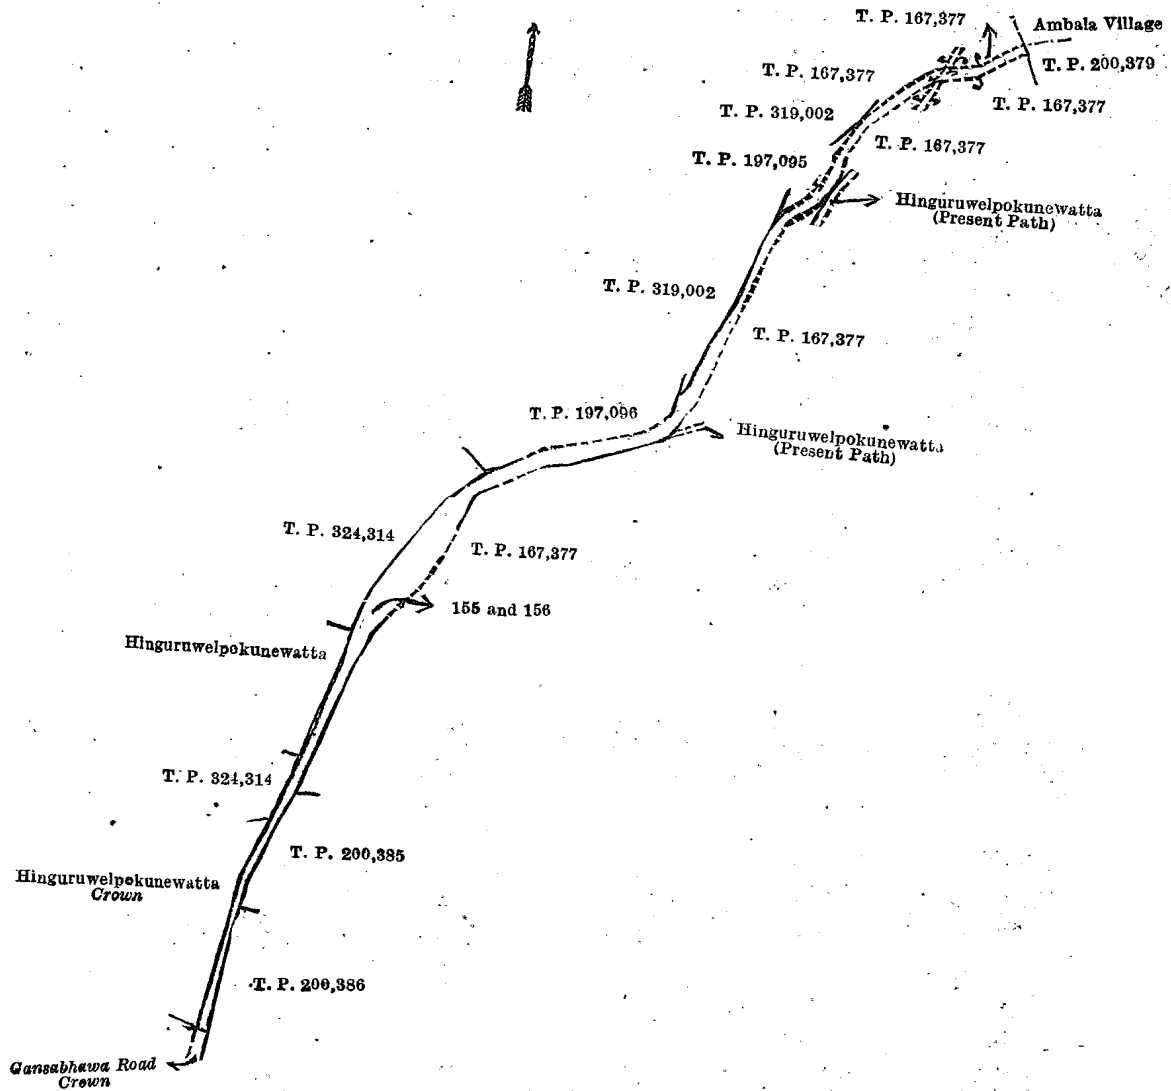 T. P. 167,377
Ambala Village
T. P. 200,379
T. P. 167,377
T. P. 167,377
T. P. 319,002
T. P. 167,377
T. P. 197,095
Hinguruwelpokunewatta
(Present Path)
T. P. 319,002
T. P. 167,377
T. P. 197,096
Hinguruwelpokunewatta
(Present Path)
T. P. 324,314
T. P. 167,377
155 and 156
Hinguruwelpokunewatta
T. P. 324,314
T. P. 200,385
Hinguruwelpokunewatta
Crown
T. P. 200,386
Gansabhawa Road
Crown